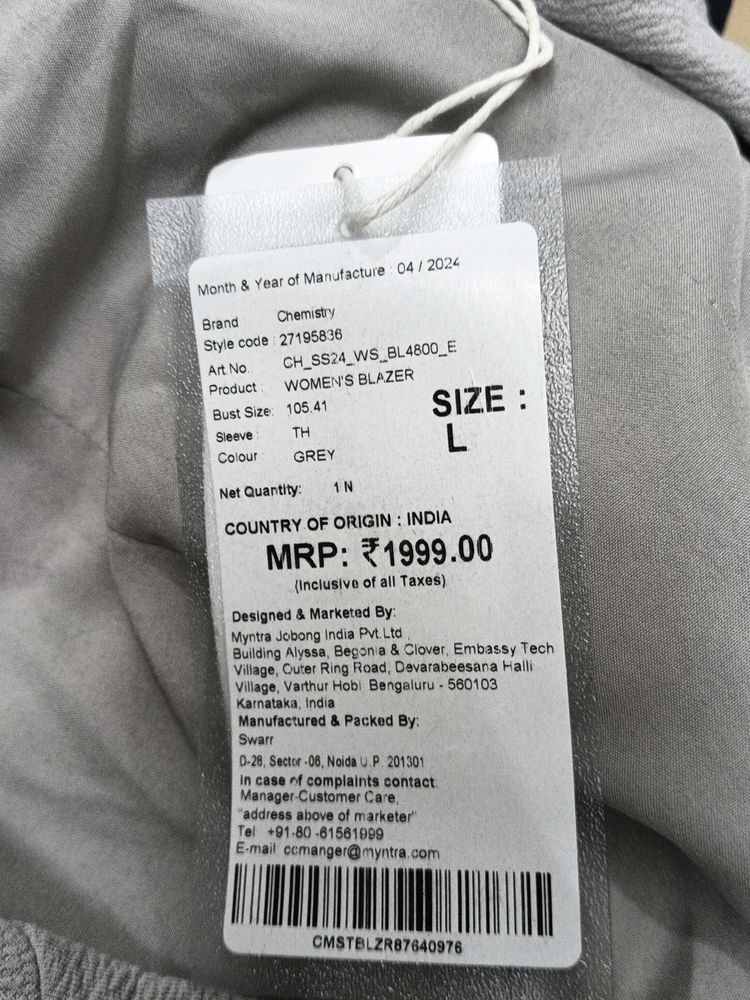 Month & Year of Manufacture : 04 / 2024
Brand Chemistry
Style code : 27195836
Art No. CH_SS24_WS_BL4800_E
Product : WOMEN'S BLAZER
Bust Size: 105.41
SIZE :
L
Sleeve : TH
Colour GREY
Net Quantity: 1 N
COUNTRY OF ORIGIN : INDIA
MRP: ₹1999.00
(Inclusive of all Taxes)
Designed & Marketed By:
Myntra Jobong India Pvt.Ltd ,
Building Alyssa, Begonia & Clover, Embassy Tech
Village, Outer Ring Road, Devarabeesana Halli
Village, Varthur Hobi Bengaluru - 560103
Karnataka, India
Manufactured & Packed By:
Swarr
D-28, Sector -06, Noida U.P. 201301
In case of complaints contact:
Manager-Customer Care,
"address above of marketer"
Tel +91-80 -61561999
E-mail ccmanger@myntra.com
CMSTBLZR87640976